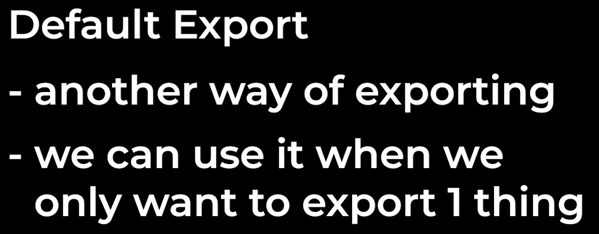 Default Export
- another way of exporting
- we can use it when we
only want to export 1 thing